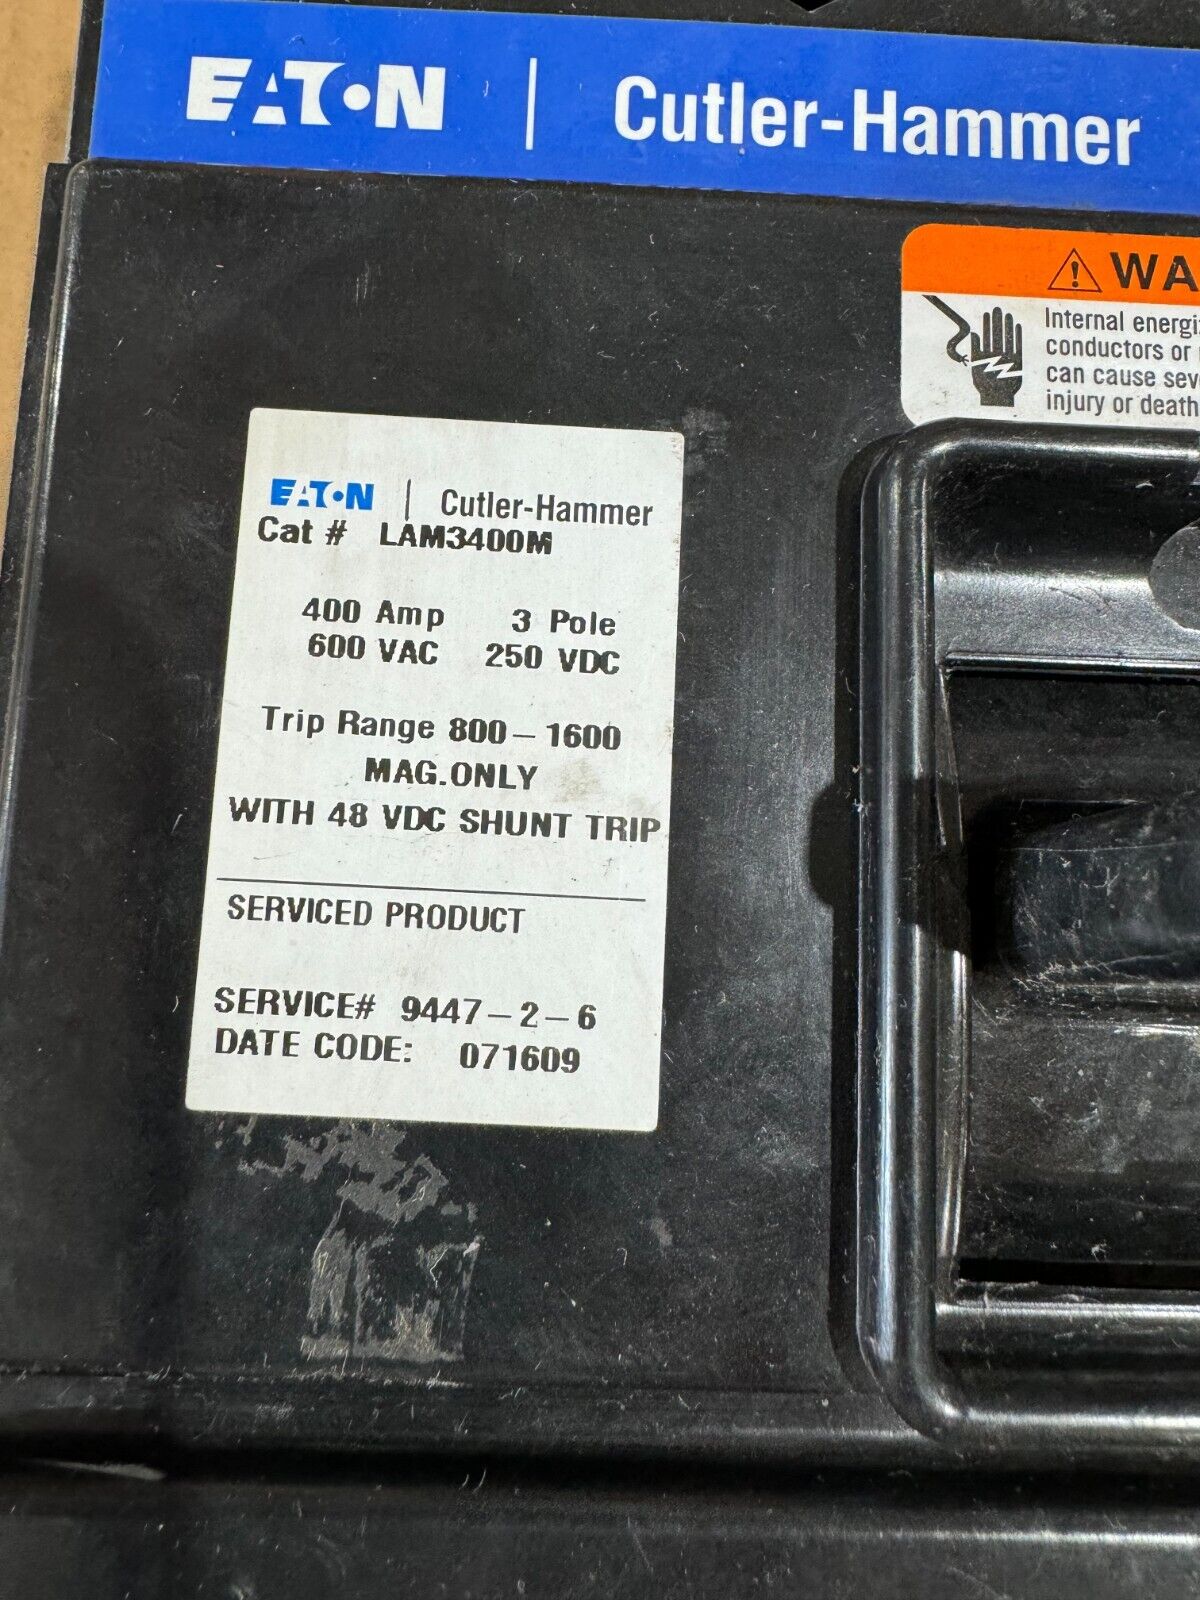 EATON | Cutler-Hammer
WA
Internal energi
conductors or
can cause sev
injury or death
EATON | Cutler-Hammer
Cat # LAM3400M
400 Amp 3 Pole
600 VAC 250 VDC
Trip Range 800-1600
MAG.ONLY
WITH 48 VDC SHUNT TRIP
SERVICED PRODUCT
SERVICE# 9447-2-6
DATE CODE: 071609